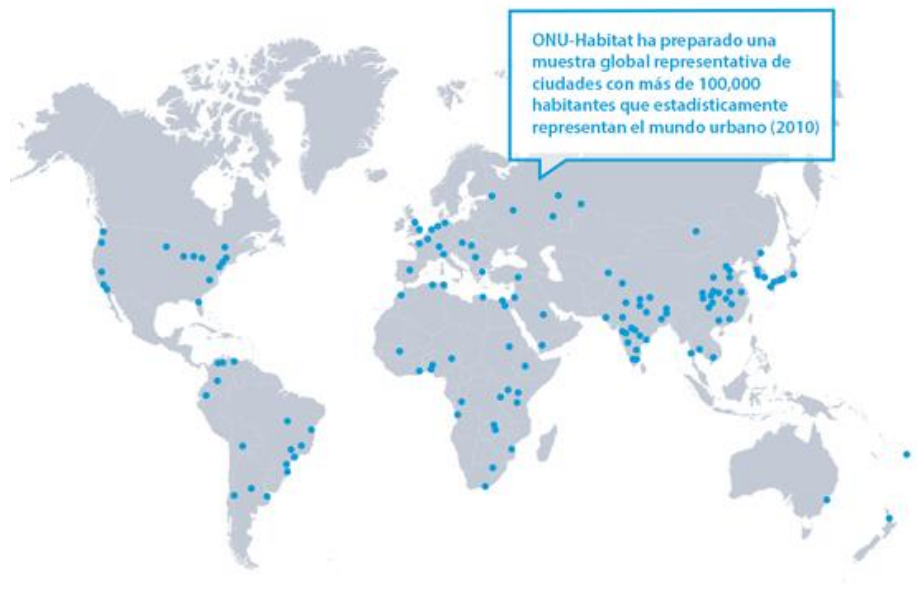 ONU-Habitat ha preparado una
muestra global representativa de
ciudades con más de 100,000
habitantes que estadísticamente
representan el mundo urbano (2010)